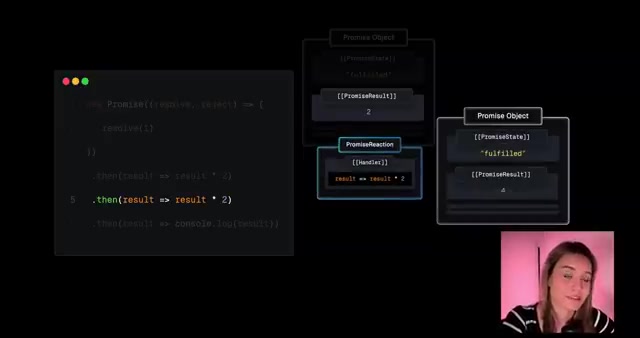 new Promise((resolve, reject) => {
resolve(1)
})
.then(result => result * 2)
5 .then(result => result * 2)
.then(result => console.log(result))
Promise Object
[[PromiseState]]
"fulfilled"
[[PromiseResult]]
2
PromiseReaction
[[Handler]]
result => result * 2
Promise Object
[[PromiseState]]
"fulfilled"
[[PromiseResult]]
4